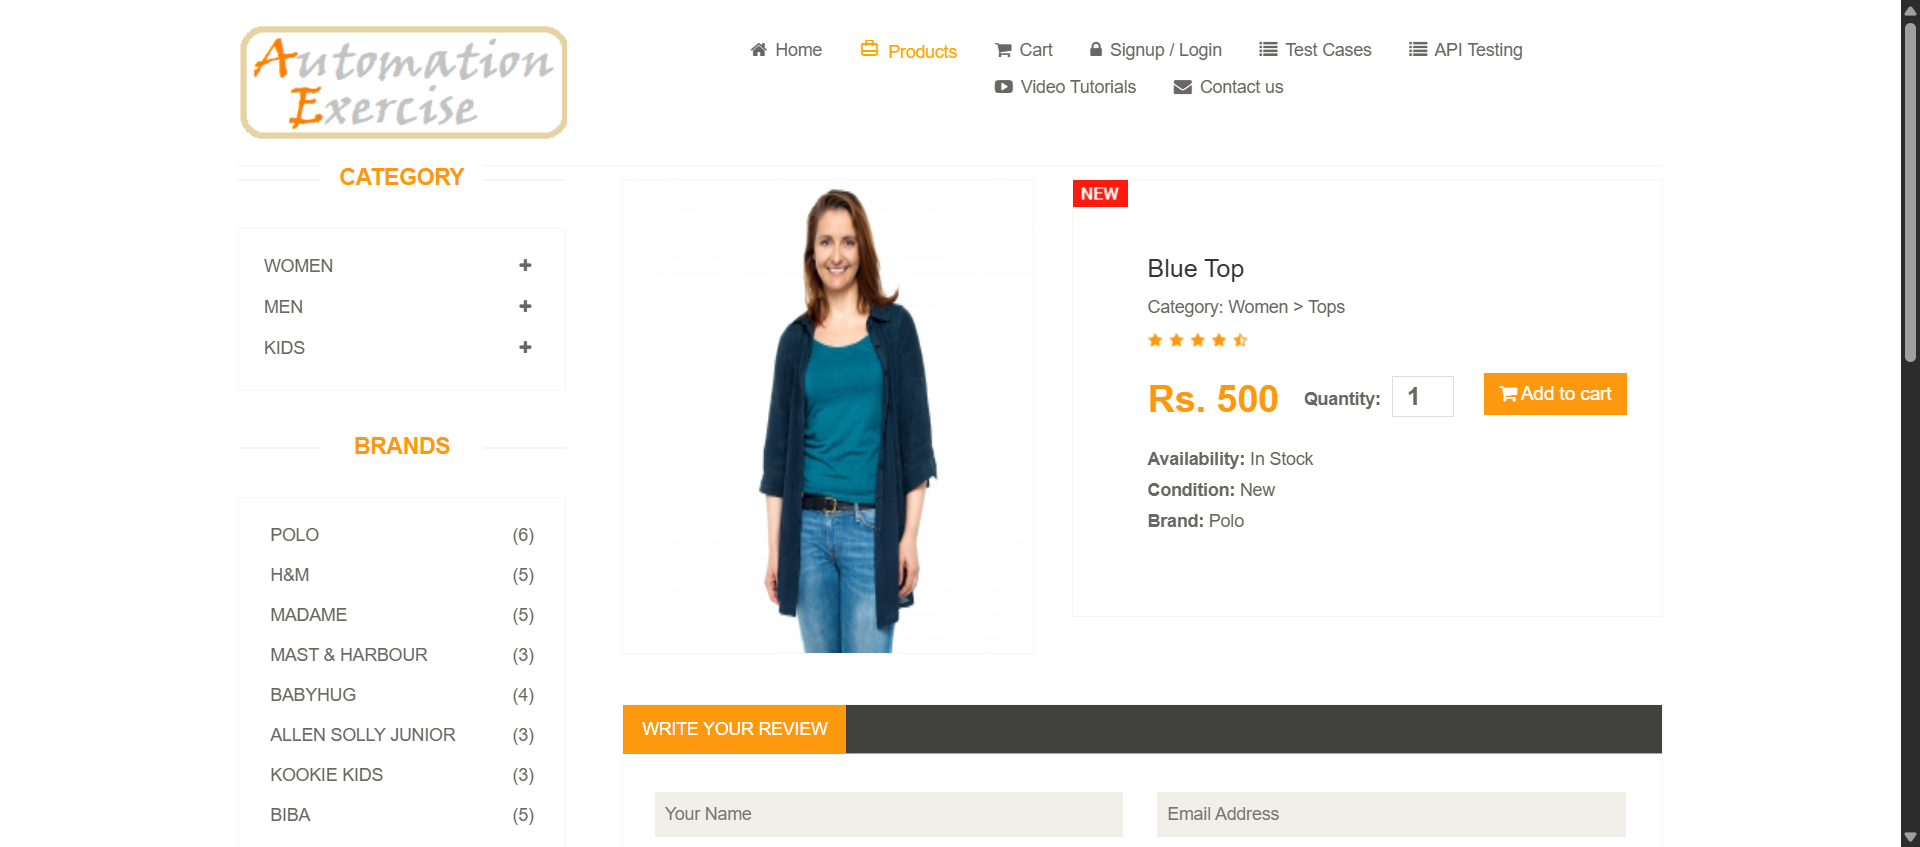 Automation
Exercise
Home
Products
Cart
Signup / Login
Test Cases
API Testing
Video Tutorials
Contact us
CATEGORY
WOMEN
MEN
KIDS
BRANDS
POLO (6)
H&M (5)
MADAME (5)
MAST & HARBOUR (3)
BABYHUG (4)
ALLEN SOLLY JUNIOR (3)
KOOKIE KIDS (3)
BIBA (5)
NEW
Blue Top
Category: Women > Tops
Rs. 500 Quantity: 1 Add to cart
Availability: In Stock
Condition: New
Brand: Polo
WRITE YOUR REVIEW
Your Name
Email Address